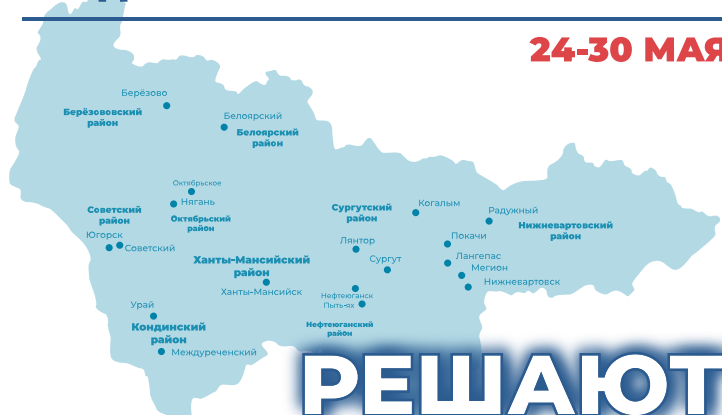 24-30 МАЯ
Берёзово
Берёзововский
район
Белоярский
Белоярский
район
Октябрьское
Нягань
Октябрьский
район
Советский
район
Югорск
Советский
Сургутский
район
Когалым
Радужный
Нижневартовский
район
Лянтор
Покачи
Ханты-Мансийский
район
Сургут
Лангепас
Мегион
Нижневартовск
Ханты-Мансийск
Нефтеюганск
Пыть-ях
Урай
Кондинский
район
Нефтеюганский
район
Междуреченский
РЕШАЮТ